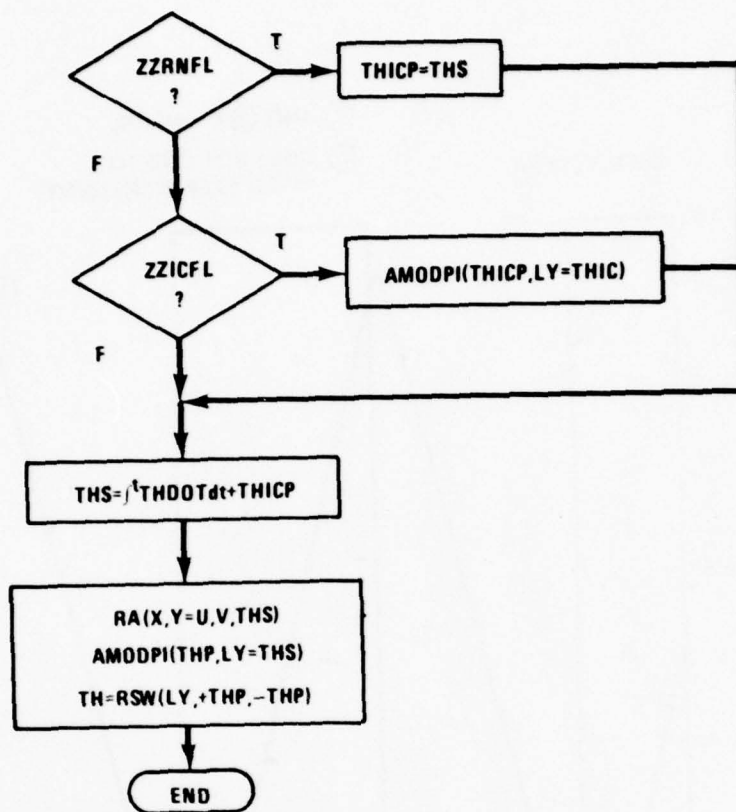 ZZRNFL
?
T
THICP=THS
F
ZZICFL
?
T
AMODPI(THICP,LY=THIC)
F
THS=∫ᵗTHDOTdt+THICP
RA(X,Y=U,V,THS)
AMODPI(THP,LY=THS)
TH=RSW(LY,+THP,−THP)
END